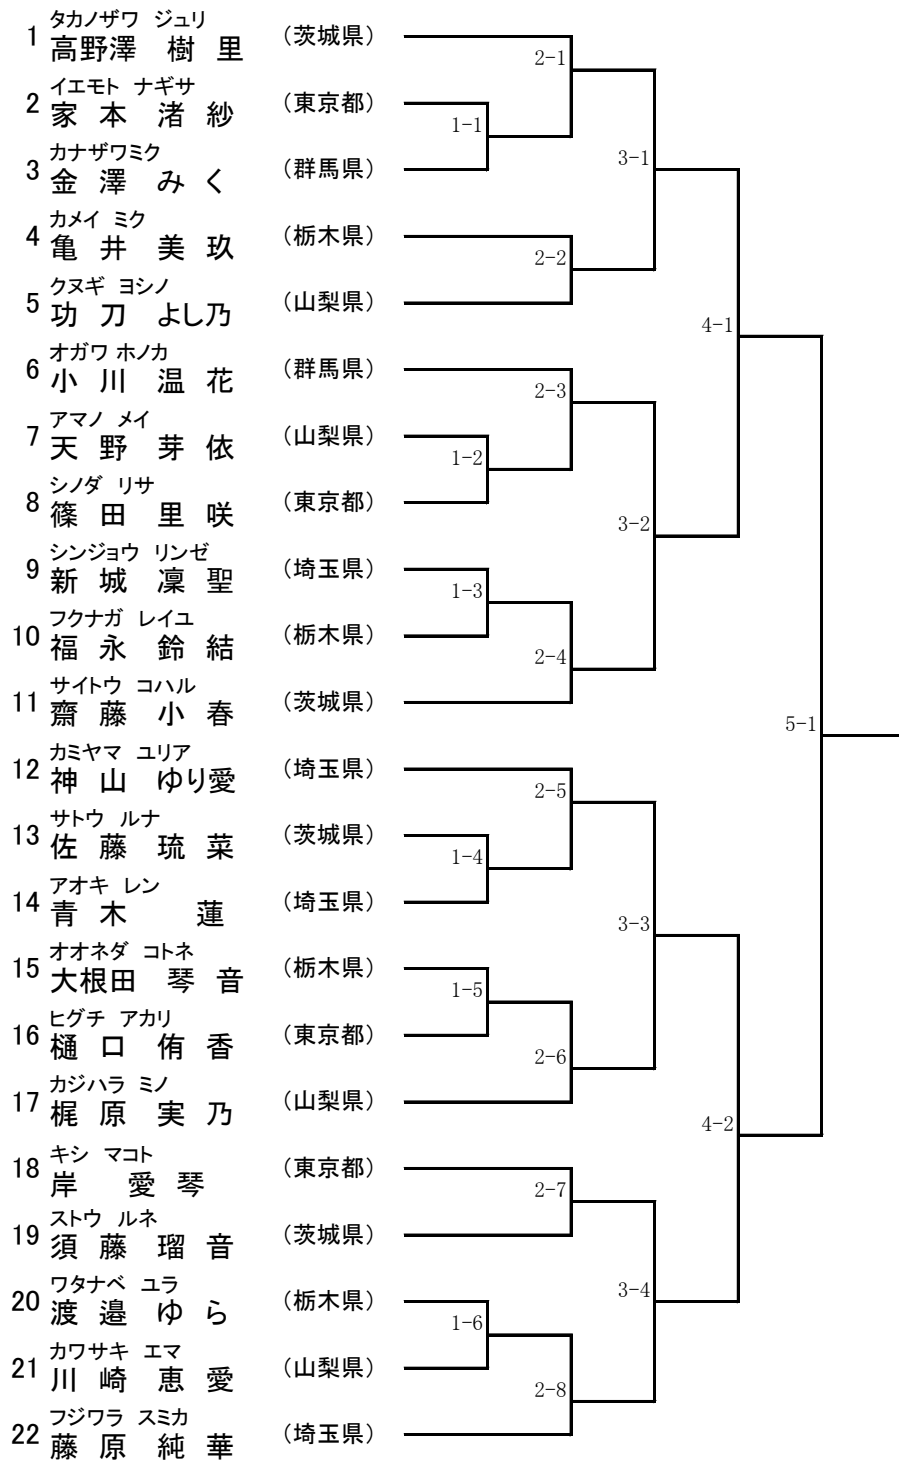 タカノザワ ジュリ
1 高野澤 樹 里 （茨城県）
2-1
イエモト ナギサ
2 家 本 渚 紗 （東京都）
1-1
カナザワミク
3 金 澤 み く （群馬県）
3-1
カメイ ミク
4 亀 井 美 玖 （栃木県）
2-2
クヌギ ヨシノ
5 功 刀 よし乃 （山梨県）
4-1
オガワ ホノカ
6 小 川 温 花 （群馬県）
2-3
アマノ メイ
7 天 野 芽 依 （山梨県）
1-2
シノダ リサ
8 篠 田 里 咲 （東京都）
3-2
シンジョウ リンゼ
9 新 城 凜 聖 （埼玉県）
1-3
フクナガ レイユ
10 福 永 鈴 結 （栃木県）
2-4
サイトウ コハル
11 齋 藤 小 春 （茨城県）
5-1
カミヤマ ユリア
12 神 山 ゆり愛 （埼玉県）
2-5
サトウ ルナ
13 佐 藤 琉 菜 （茨城県）
1-4
アオキ レン
14 青 木 蓮 （埼玉県）
3-3
オオネダ コトネ
15 大根田 琴 音 （栃木県）
1-5
ヒグチ アカリ
16 樋 口 侑 香 （東京都）
2-6
カジハラ ミノ
17 梶 原 実 乃 （山梨県）
4-2
キシ マコト
18 岸 愛 琴 （東京都）
2-7
ストウ ルネ
19 須 藤 瑠 音 （茨城県）
3-4
ワタナベ ユラ
20 渡 邉 ゆ ら （栃木県）
1-6
カワサキ エマ
21 川 崎 恵 愛 （山梨県）
2-8
フジワラ スミカ
22 藤 原 純 華 （埼玉県）